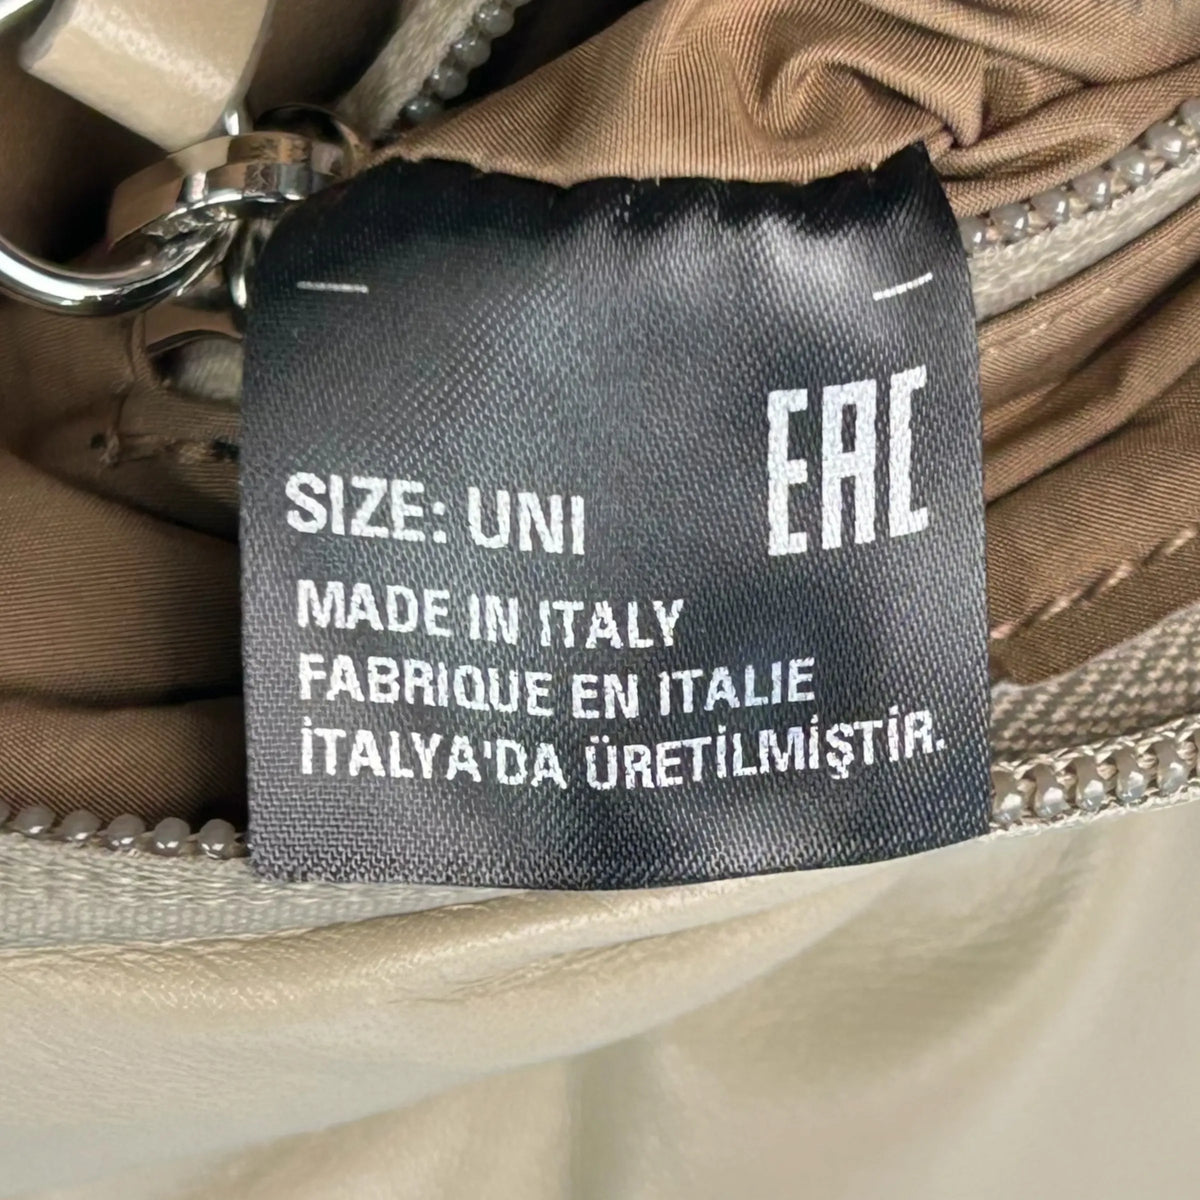 EAC
SIZE: UNI
MADE IN ITALY
FABRIQUE EN ITALIE
İTALYA'DA ÜRETİLMİŞTİR.